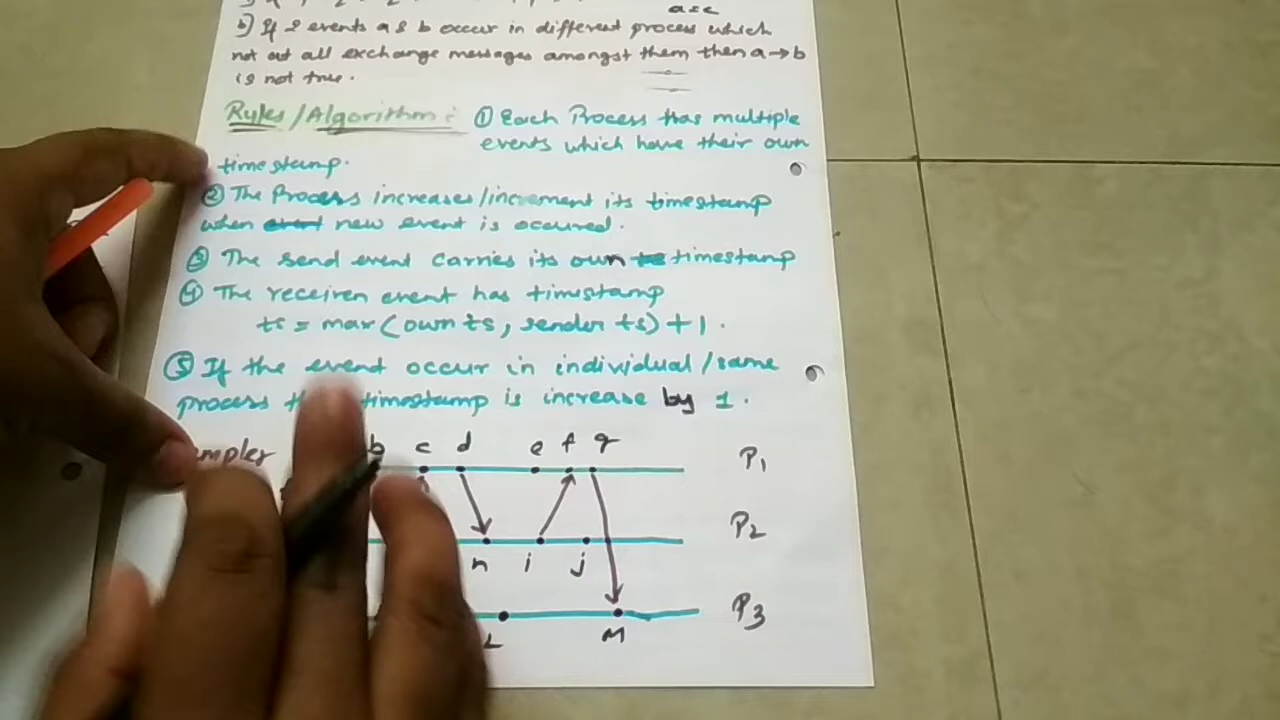 a=c
b) If 2 events a & b occur in different process which
not at all exchange messages amongst them then a→b
is not true.
Rules/Algorithm:
① Each Process has multiple
events which have their own
timestamp.
② The Process increases/increment its timestamp
when event new event is occured.
③ The send event carries its own ts timestamp
④ The receiver event has timestamp
ts = max(own ts, sender ts) + 1.
⑤ If the event occur in individual/same
process timestamp is increase by 1.
b c d e f g P1
h i j P2
L M P3